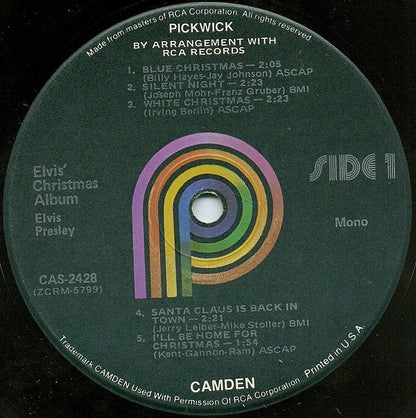 Made from masters of RCA Corporation. All rights reserved.
PICKWICK
BY ARRANGEMENT WITH
RCA RECORDS
1. BLUE CHRISTMAS — 2:05
(Billy Hayes-Jay Johnson) ASCAP
2. SILENT NIGHT — 2:23
(Joseph Mohr-Franz Gruber) BMI
3. WHITE CHRISTMAS — 2:23
(Irving Berlin) ASCAP
Elvis'
Christmas
Album
Elvis
Presley
SIDE 1
Mono
CAS-2428
(ZCRM-5799)
4. SANTA CLAUS IS BACK IN
TOWN — 2:21
(Jerry Leiber-Mike Stoller) BMI
5. I'LL BE HOME FOR
CHRISTMAS — 1:54
(Kent-Gannon-Ram) ASCAP
CAMDEN
Trademark CAMDEN Used With Permission Of RCA Corporation. Printed in U.S.A.